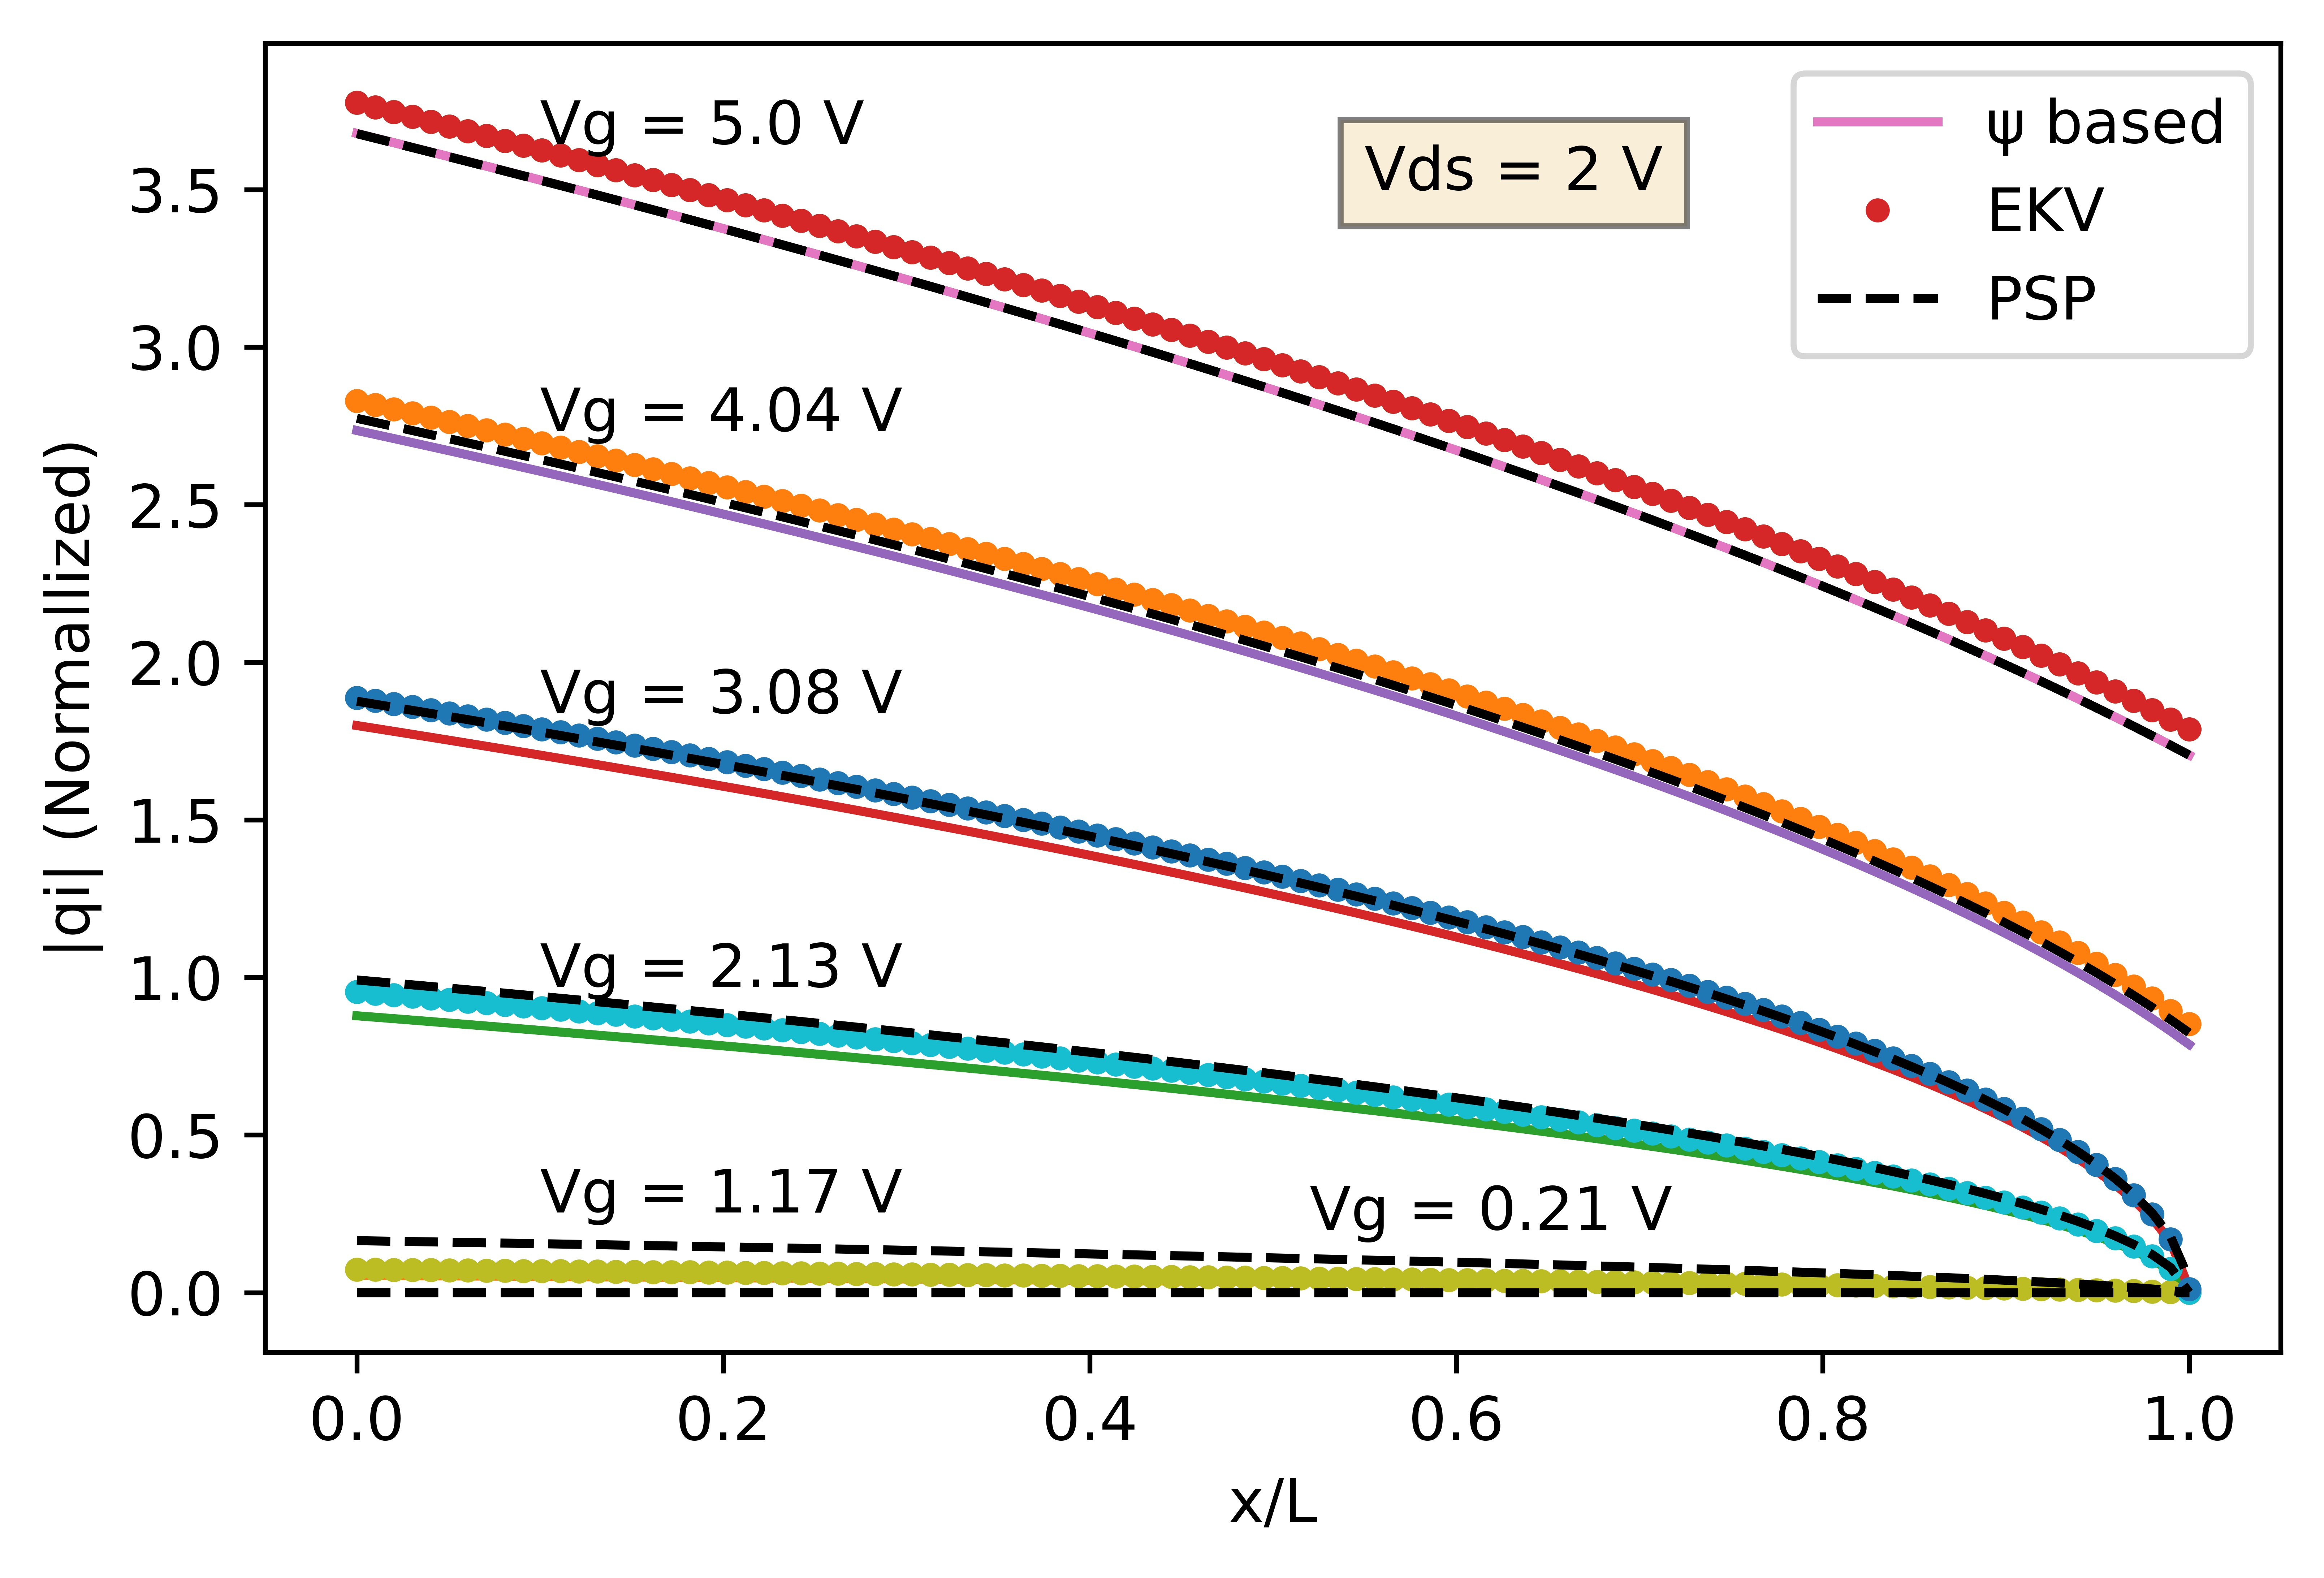 Vg = 5.0 V
Vds = 2 V
ψ based
EKV
PSP
Vg = 4.04 V
Vg = 3.08 V
Vg = 2.13 V
Vg = 1.17 V
Vg = 0.21 V
|qi| (Normallized)
3.5
3.0
2.5
2.0
1.5
1.0
0.5
0.0
0.0 0.2 0.4 0.6 0.8 1.0
x/L